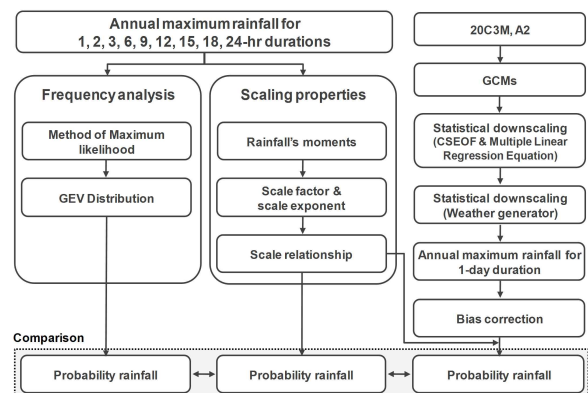 Annual maximum rainfall for
1, 2, 3, 6, 9, 12, 15, 18, 24-hr durations
Frequency analysis
Method of Maximum
likelihood
GEV Distribution
Scaling properties
Rainfall's moments
Scale factor &
scale exponent
Scale relationship
20C3M, A2
GCMs
Statistical downscaling
(CSEOF & Multiple Linear
Regression Equation)
Statistical downscaling
(Weather generator)
Annual maximum rainfall for
1-day duration
Bias correction
Comparison
Probability rainfall
Probability rainfall
Probability rainfall